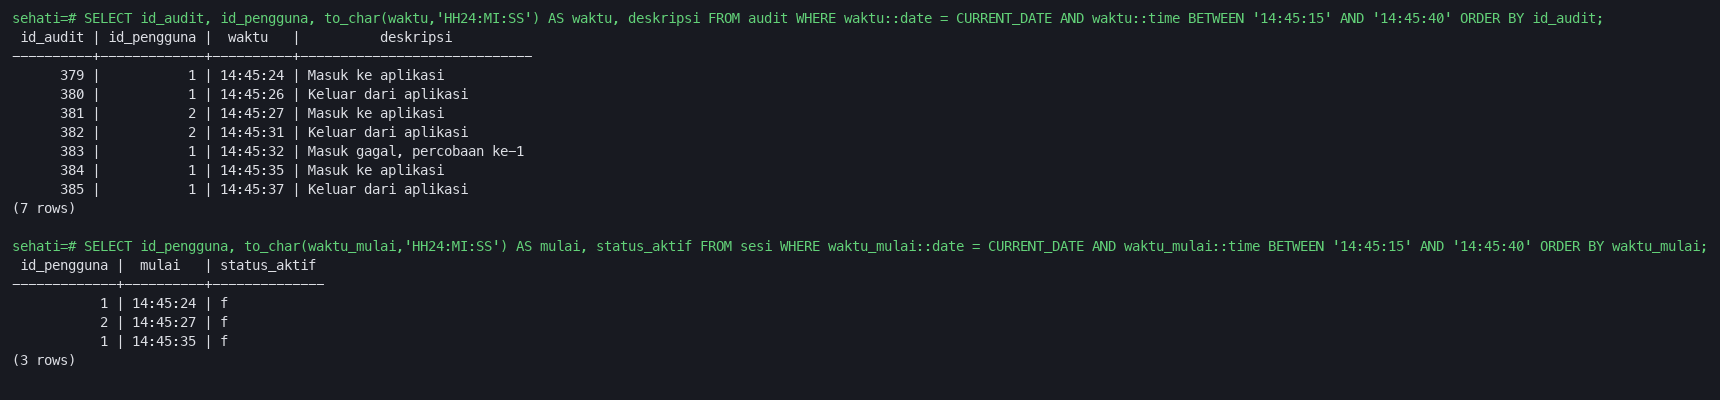 sehati=# SELECT id_audit, id_pengguna, to_char(waktu,'HH24:MI:SS') AS waktu, deskripsi FROM audit WHERE waktu::date = CURRENT_DATE AND waktu::time BETWEEN '14:45:15' AND '14:45:40' ORDER BY id_audit;
 id_audit | id_pengguna |  waktu   |          deskripsi
----------+-------------+----------+-----------------------------
      379 |           1 | 14:45:24 | Masuk ke aplikasi
      380 |           1 | 14:45:26 | Keluar dari aplikasi
      381 |           2 | 14:45:27 | Masuk ke aplikasi
      382 |           2 | 14:45:31 | Keluar dari aplikasi
      383 |           1 | 14:45:32 | Masuk gagal, percobaan ke-1
      384 |           1 | 14:45:35 | Masuk ke aplikasi
      385 |           1 | 14:45:37 | Keluar dari aplikasi
(7 rows)
sehati=# SELECT id_pengguna, to_char(waktu_mulai,'HH24:MI:SS') AS mulai, status_aktif FROM sesi WHERE waktu_mulai::date = CURRENT_DATE AND waktu_mulai::time BETWEEN '14:45:15' AND '14:45:40' ORDER BY waktu_mulai;
 id_pengguna |  mulai   | status_aktif
-------------+----------+--------------
           1 | 14:45:24 | f
           2 | 14:45:27 | f
           1 | 14:45:35 | f
(3 rows)